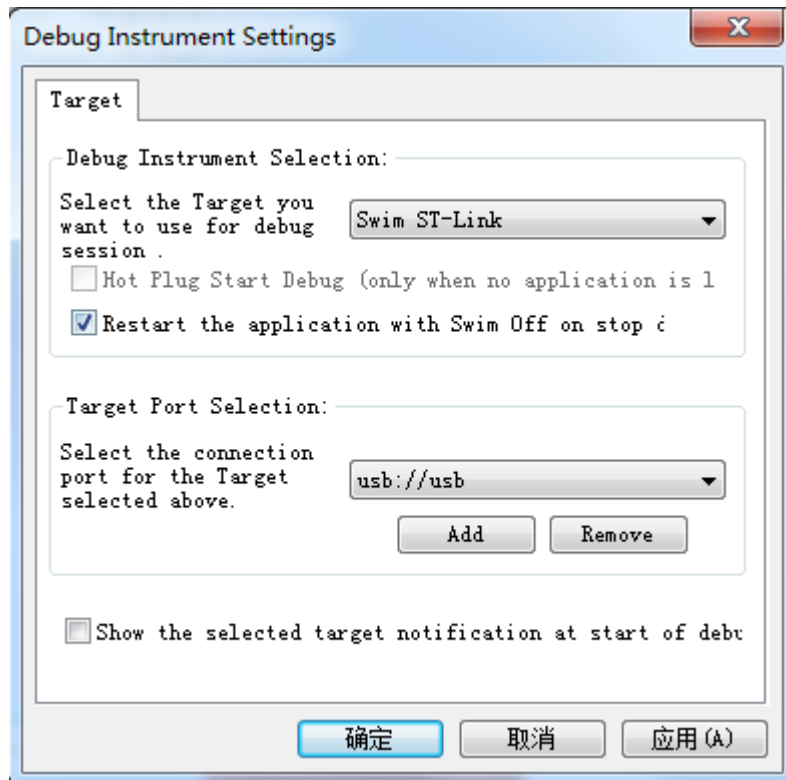 Debug Instrument Settings
Target
Debug Instrument Selection:
Select the Target you
want to use for debug
session .
Swim ST-Link
Hot Plug Start Debug (only when no application is l
Restart the application with Swim Off on stop
Target Port Selection:
Select the connection
port for the Target
selected above.
usb://usb
Add
Remove
Show the selected target notification at start of
确定
取消
应用(A)